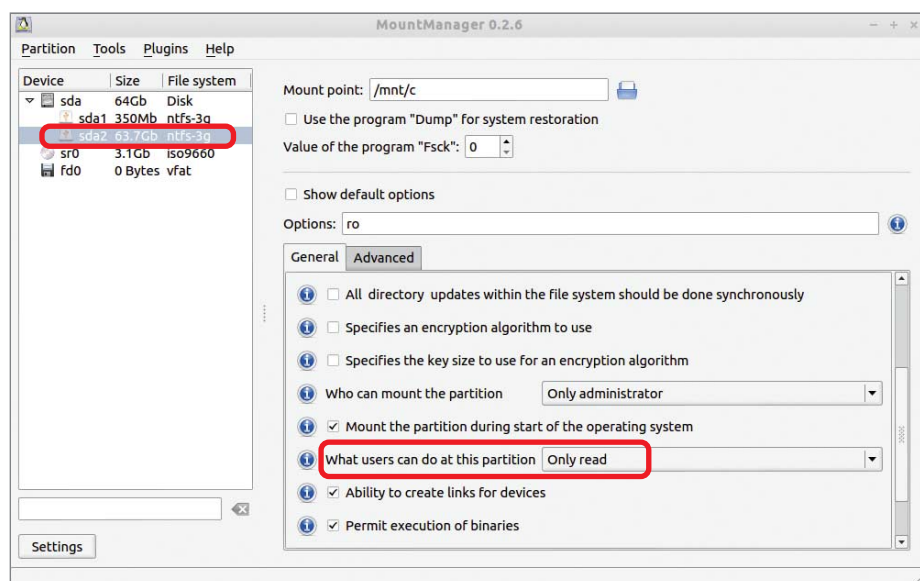 MountManager 0.2.6
Partition Tools Plugins Help
Device Size File system
sda 64Gb Disk
sda1 350Mb ntfs-3g
sda2 63.7Gb ntfs-3g
sr0 3.1Gb iso9660
fd0 0 Bytes vfat
Settings
Mount point: /mnt/c
Use the program "Dump" for system restoration
Value of the program "Fsck": 0
Show default options
Options: ro
General Advanced
All directory updates within the file system should be done synchronously
Specifies an encryption algorithm to use
Specifies the key size to use for an encryption algorithm
Who can mount the partition Only administrator
Mount the partition during start of the operating system
What users can do at this partition Only read
Ability to create links for devices
Permit execution of binaries